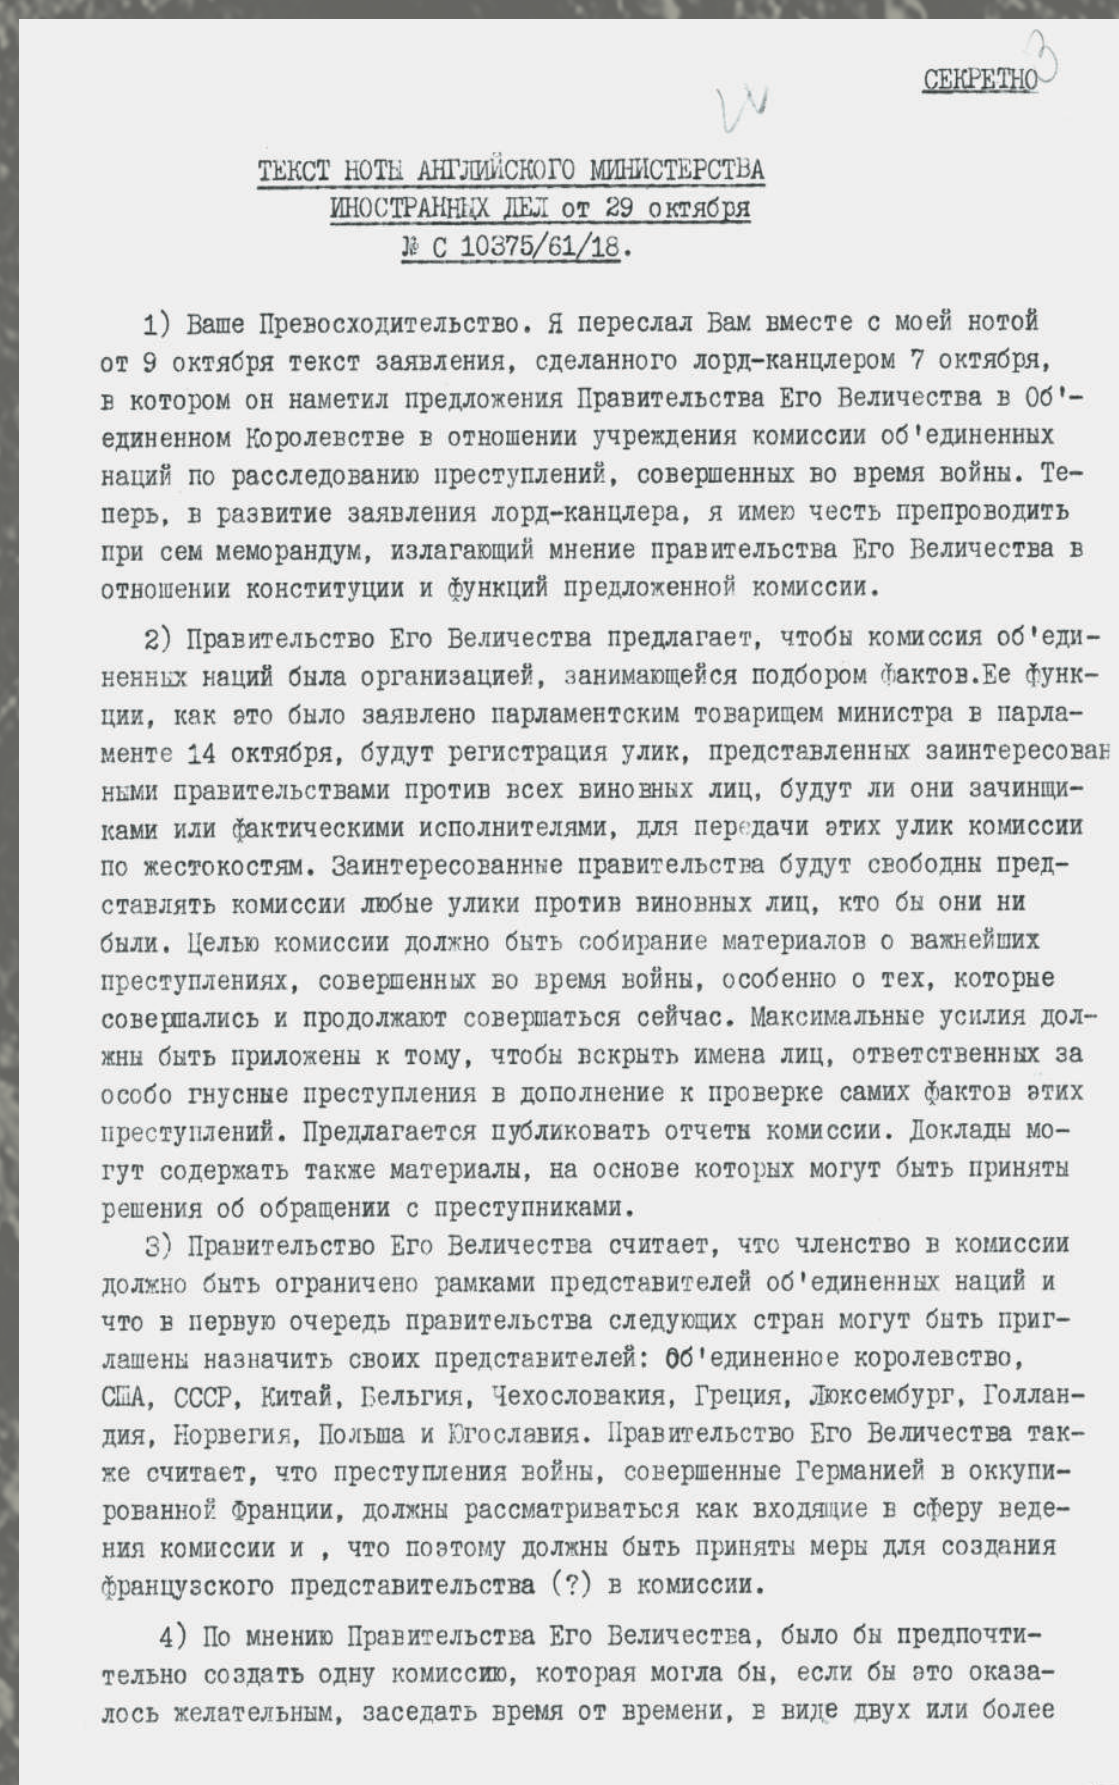 3
СЕКРЕТНО
ТЕКСТ НОТЫ АНГЛИЙСКОГО МИНИСТЕРСТВА
ИНОСТРАННЫХ ДЕЛ от 29 октября
№ С 10375/61/18.
1) Ваше Превосходительство. Я переслал Вам вместе с моей нотой
от 9 октября текст заявления, сделанного лорд-канцлером 7 октября,
в котором он наметил предложения Правительства Его Величества в Об'-
единенном Королевстве в отношении учреждения комиссии об'единенных
наций по расследованию преступлений, совершенных во время войны. Те-
перь, в развитие заявления лорд-канцлера, я имею честь препроводить
при сем меморандум, излагающий мнение правительства Его Величества в
отношении конституции и функций предложенной комиссии.
2) Правительство Его Величества предлагает, чтобы комиссия об'еди-
ненных наций была организацией, занимающейся подбором фактов.Ее функ-
ции, как это было заявлено парламентским товарищем министра в парла-
менте 14 октября, будут регистрация улик, представленных заинтересован
ными правительствами против всех виновных лиц, будут ли они зачинщи-
ками или фактическими исполнителями, для передачи этих улик комиссии
по жестокостям. Заинтересованные правительства будут свободны пред-
ставлять комиссии любые улики против виновных лиц, кто бы они ни
были. Целью комиссии должно быть собирание материалов о важнейших
преступлениях, совершенных во время войны, особенно о тех, которые
совершались и продолжают совершаться сейчас. Максимальные усилия дол-
жны быть приложены к тому, чтобы вскрыть имена лиц, ответственных за
особо гнусные преступления в дополнение к проверке самих фактов этих
преступлений. Предлагается публиковать отчеты комиссии. Доклады мо-
гут содержать также материалы, на основе которых могут быть приняты
решения об обращении с преступниками.
3) Правительство Его Величества считает, что членство в комиссии
должно быть ограничено рамками представителей об'единенных наций и
что в первую очередь правительства следующих стран могут быть приг-
лашены назначить своих представителей: Об'единенное королевство,
США, СССР, Китай, Бельгия, Чехословакия, Греция, Люксембург, Голлан-
дия, Норвегия, Польша и Югославия. Правительство Его Величества так-
же считает, что преступления войны, совершенные Германией в оккупи-
рованной Франции, должны рассматриваться как входящие в сферу веде-
ния комиссии и , что поэтому должны быть приняты меры для создания
французского представительства (?) в комиссии.
4) По мнению Правительства Его Величества, было бы предпочти-
тельно создать одну комиссию, которая могла бы, если бы это оказа-
лось желательным, заседать время от времени, в виде двух или более